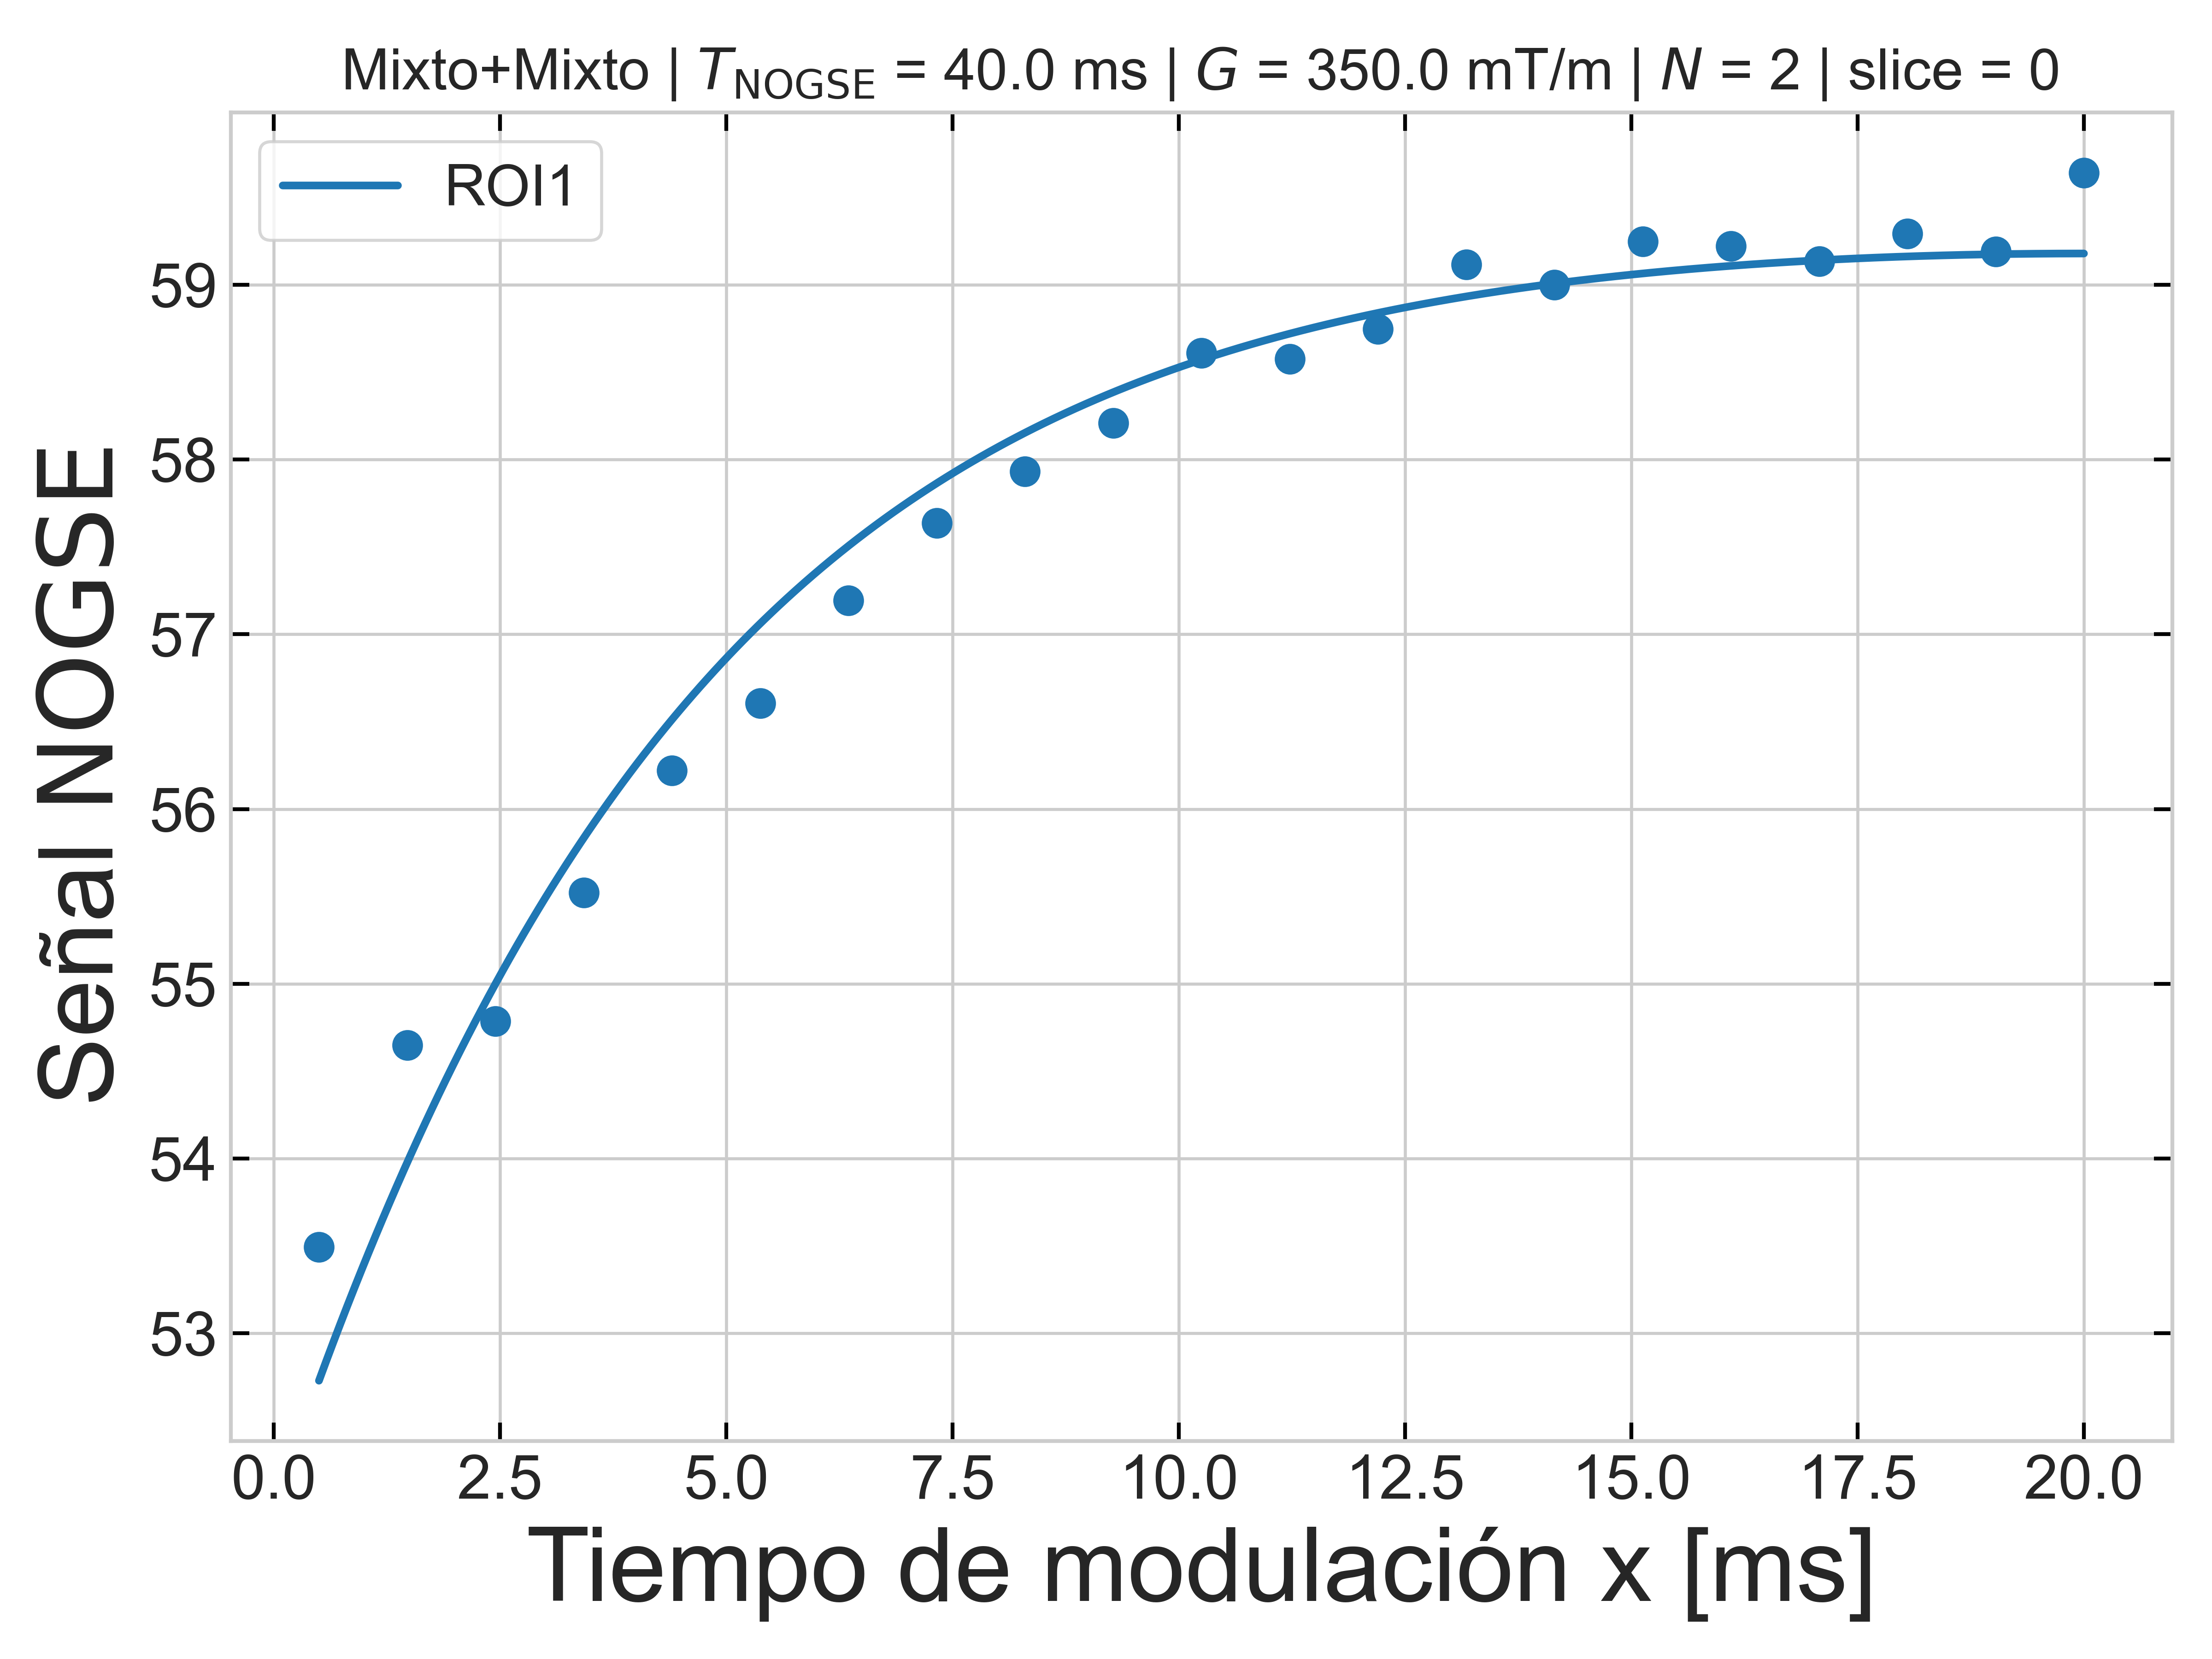 Mixto+Mixto | T_NOGSE = 40.0 ms | G = 350.0 mT/m | N = 2 | slice = 0
ROI1
59
58
57
56
55
54
53
Señal NOGSE
0.0 2.5 5.0 7.5 10.0 12.5 15.0 17.5 20.0
Tiempo de modulación x [ms]